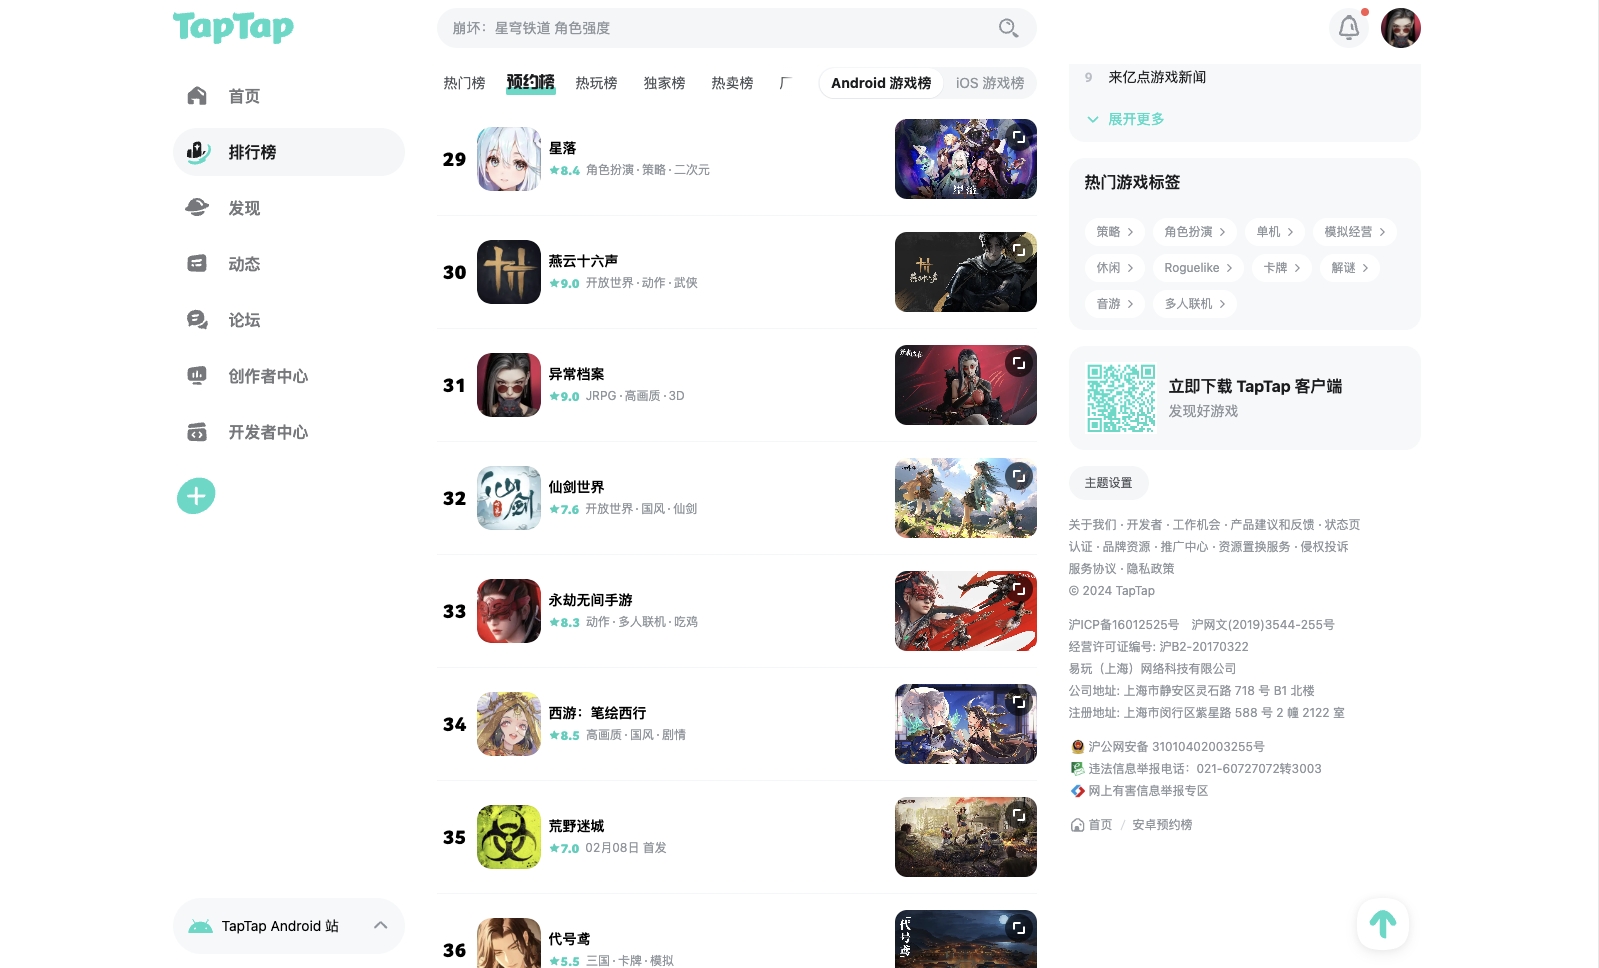 TapTap
崩坏：星穹铁道 角色强度
首页
排行榜
发现
动态
论坛
创作者中心
开发者中心
TapTap Android 站
热门榜 预约榜 热玩榜 独家榜 热卖榜
Android 游戏榜 iOS 游戏榜
29
星落
8.4 角色扮演 · 策略 · 二次元
星落
30
燕云十六声
9.0 开放世界 · 动作 · 武侠
燕云十六声
31
异常档案
9.0 JRPG · 高画质 · 3D
32
仙剑世界
7.6 开放世界 · 国风 · 仙剑
仙剑
33
永劫无间手游
8.3 动作 · 多人联机 · 吃鸡
34
西游：笔绘西行
8.5 高画质 · 国风 · 剧情
35
荒野迷城
7.0 02月08日 首发
36
代号鸢
5.5 三国 · 卡牌 · 模拟
代号鸢
9 来亿点游戏新闻
展开更多
热门游戏标签
策略 角色扮演 单机 模拟经营
休闲 Roguelike 卡牌 解谜
音游 多人联机
立即下载 TapTap 客户端
发现好游戏
主题设置
关于我们 · 开发者 · 工作机会 · 产品建议和反馈 · 状态页
认证 · 品牌资源 · 推广中心 · 资源置换服务 · 侵权投诉
服务协议 · 隐私政策
© 2024 TapTap
沪ICP备16012525号 沪网文(2019)3544-255号
经营许可证编号: 沪B2-20170322
易玩（上海）网络科技有限公司
公司地址: 上海市静安区灵石路 718 号 B1 北楼
注册地址: 上海市闵行区紫星路 588 号 2 幢 2122 室
沪公网安备 31010402003255号
违法信息举报电话：021-60727072转3003
网上有害信息举报专区
首页 / 安卓预约榜